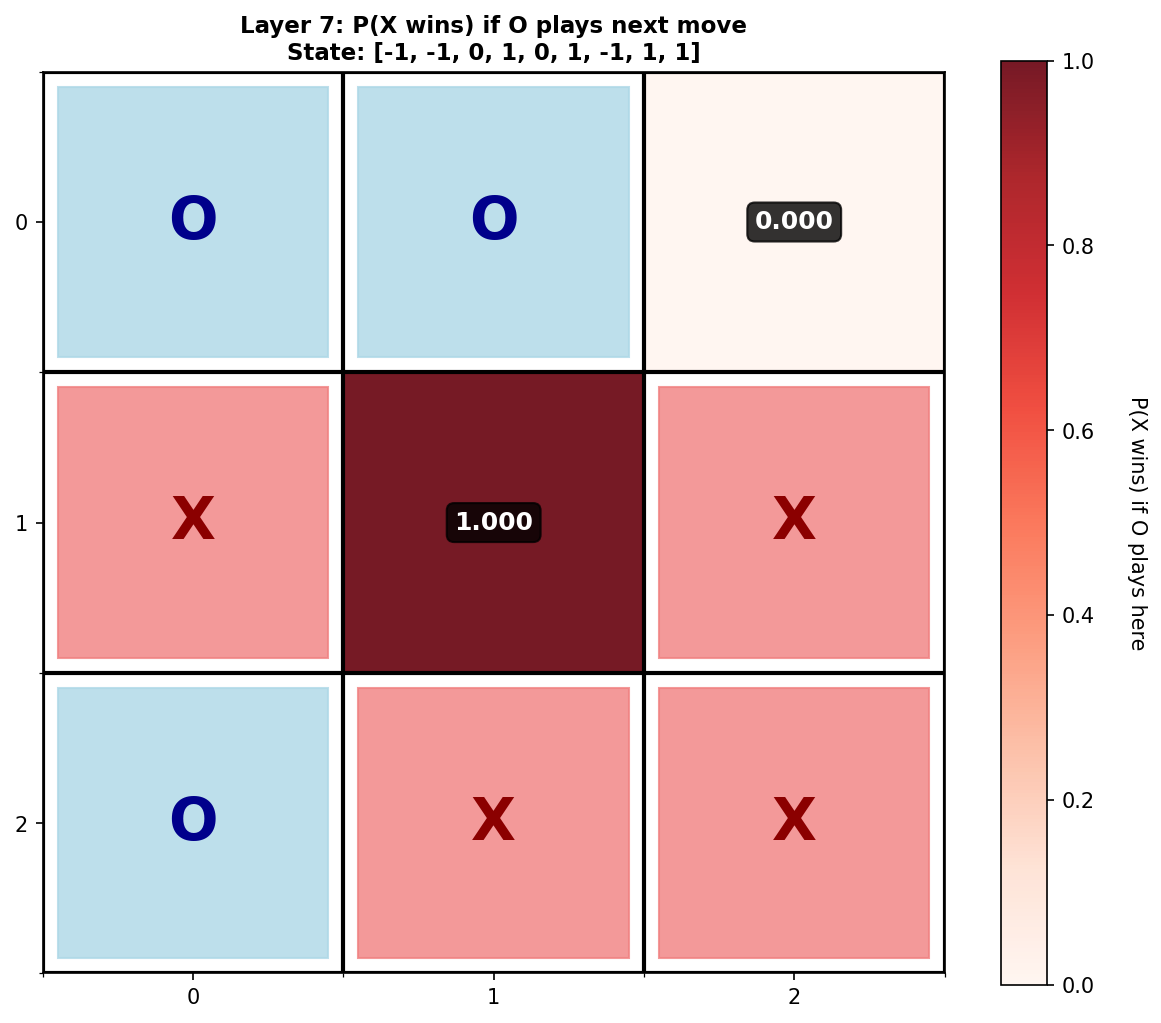 Layer 7: P(X wins) if O plays next move
State: [-1, -1, 0, 1, 0, 1, -1, 1, 1]
0
O
O
0.000
1
X
1.000
X
2
O
X
X
0
1
2
1.0
0.8
0.6
0.4
0.2
0.0
P(X wins) if O plays here